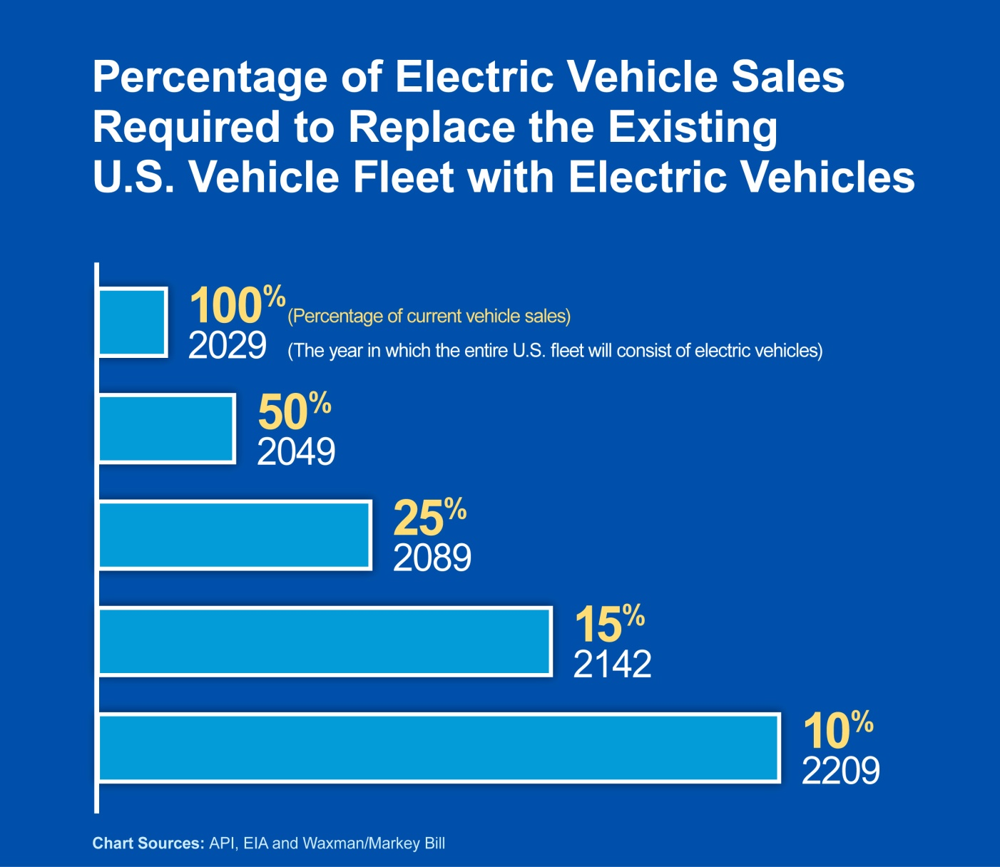 Percentage of Electric Vehicle Sales
Required to Replace the Existing
U.S. Vehicle Fleet with Electric Vehicles
100% (Percentage of current vehicle sales)
2029 (The year in which the entire U.S. fleet will consist of electric vehicles)
50%
2049
25%
2089
15%
2142
10%
2209
Chart Sources: API, EIA and Waxman/Markey Bill